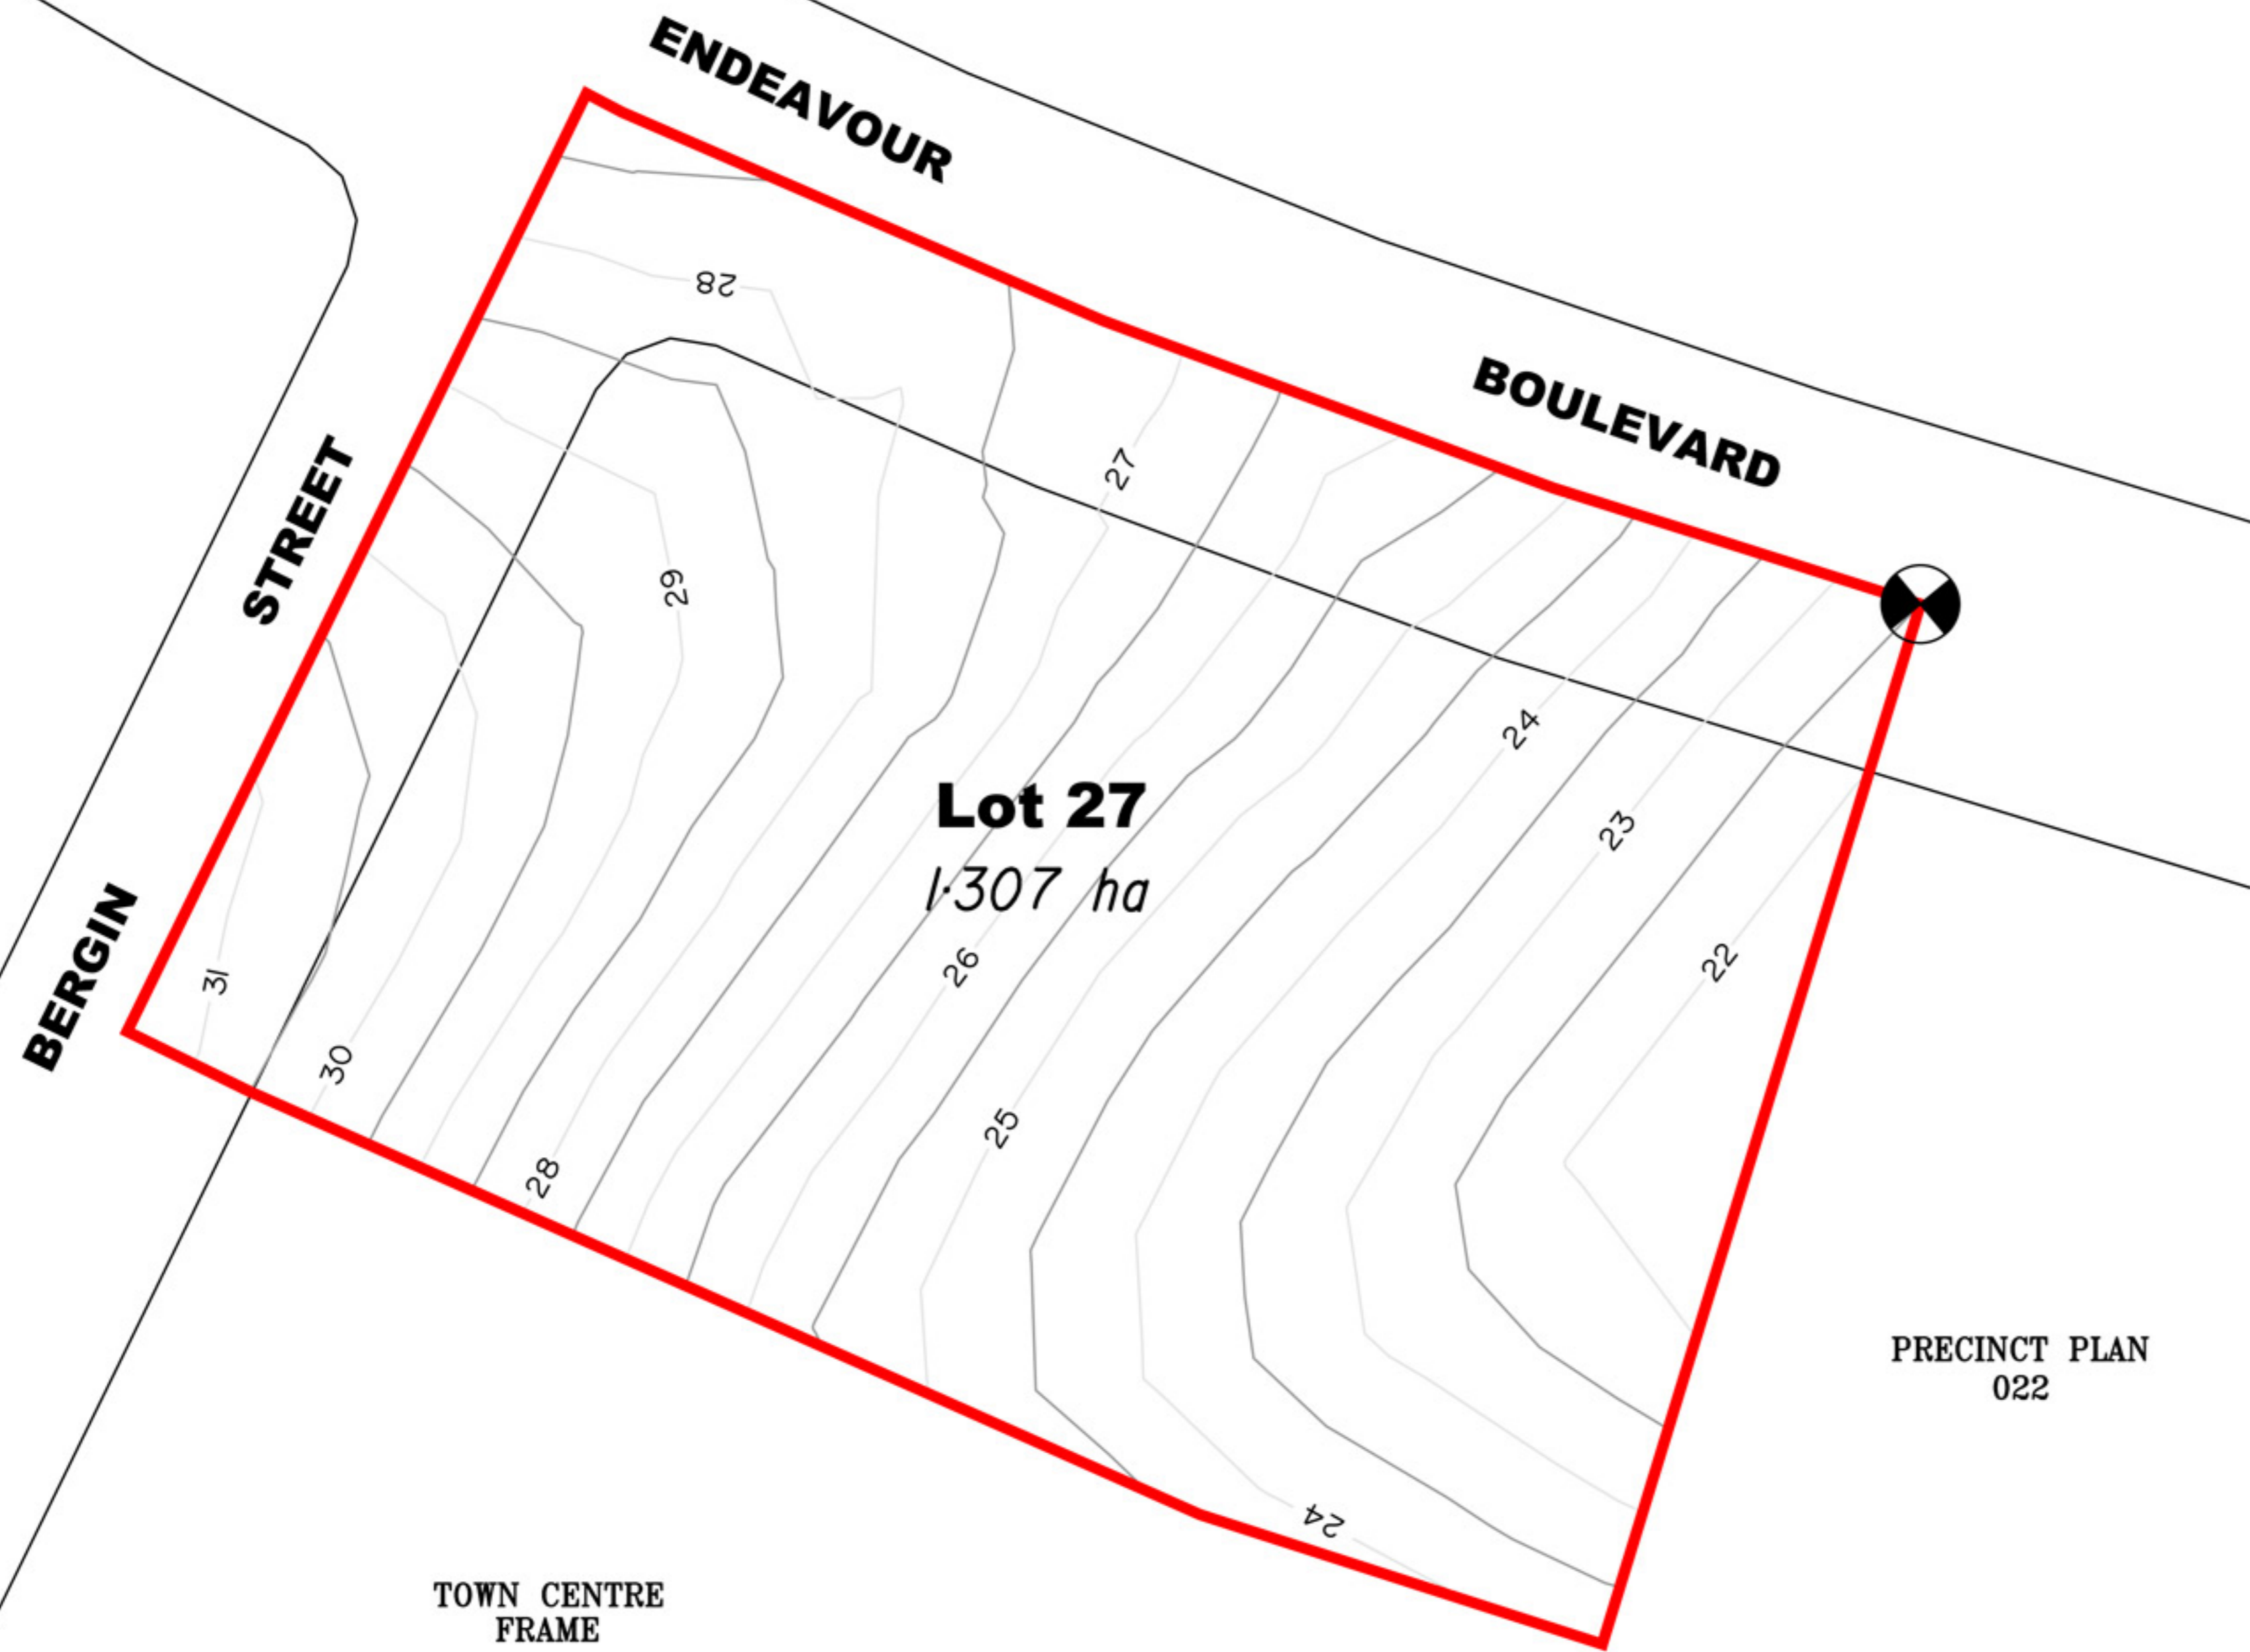 ENDEAVOUR
BOULEVARD
BERGIN STREET
28
27
29
24
Lot 27
1·307 ha
23
22
31
26
30
25
28
24
PRECINCT PLAN
022
TOWN CENTRE
FRAME